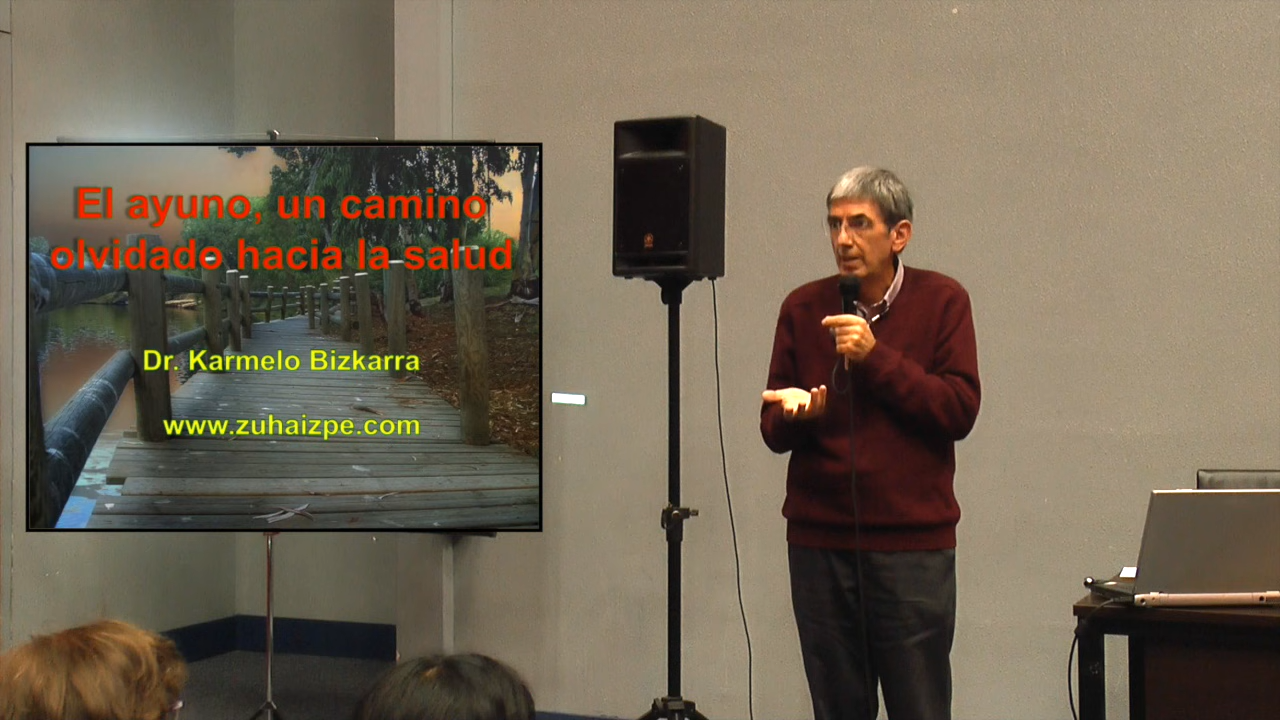 El ayuno, un camino
olvidado hacia la salud
Dr. Karmelo Bizkarra
www.zuhaizpe.com